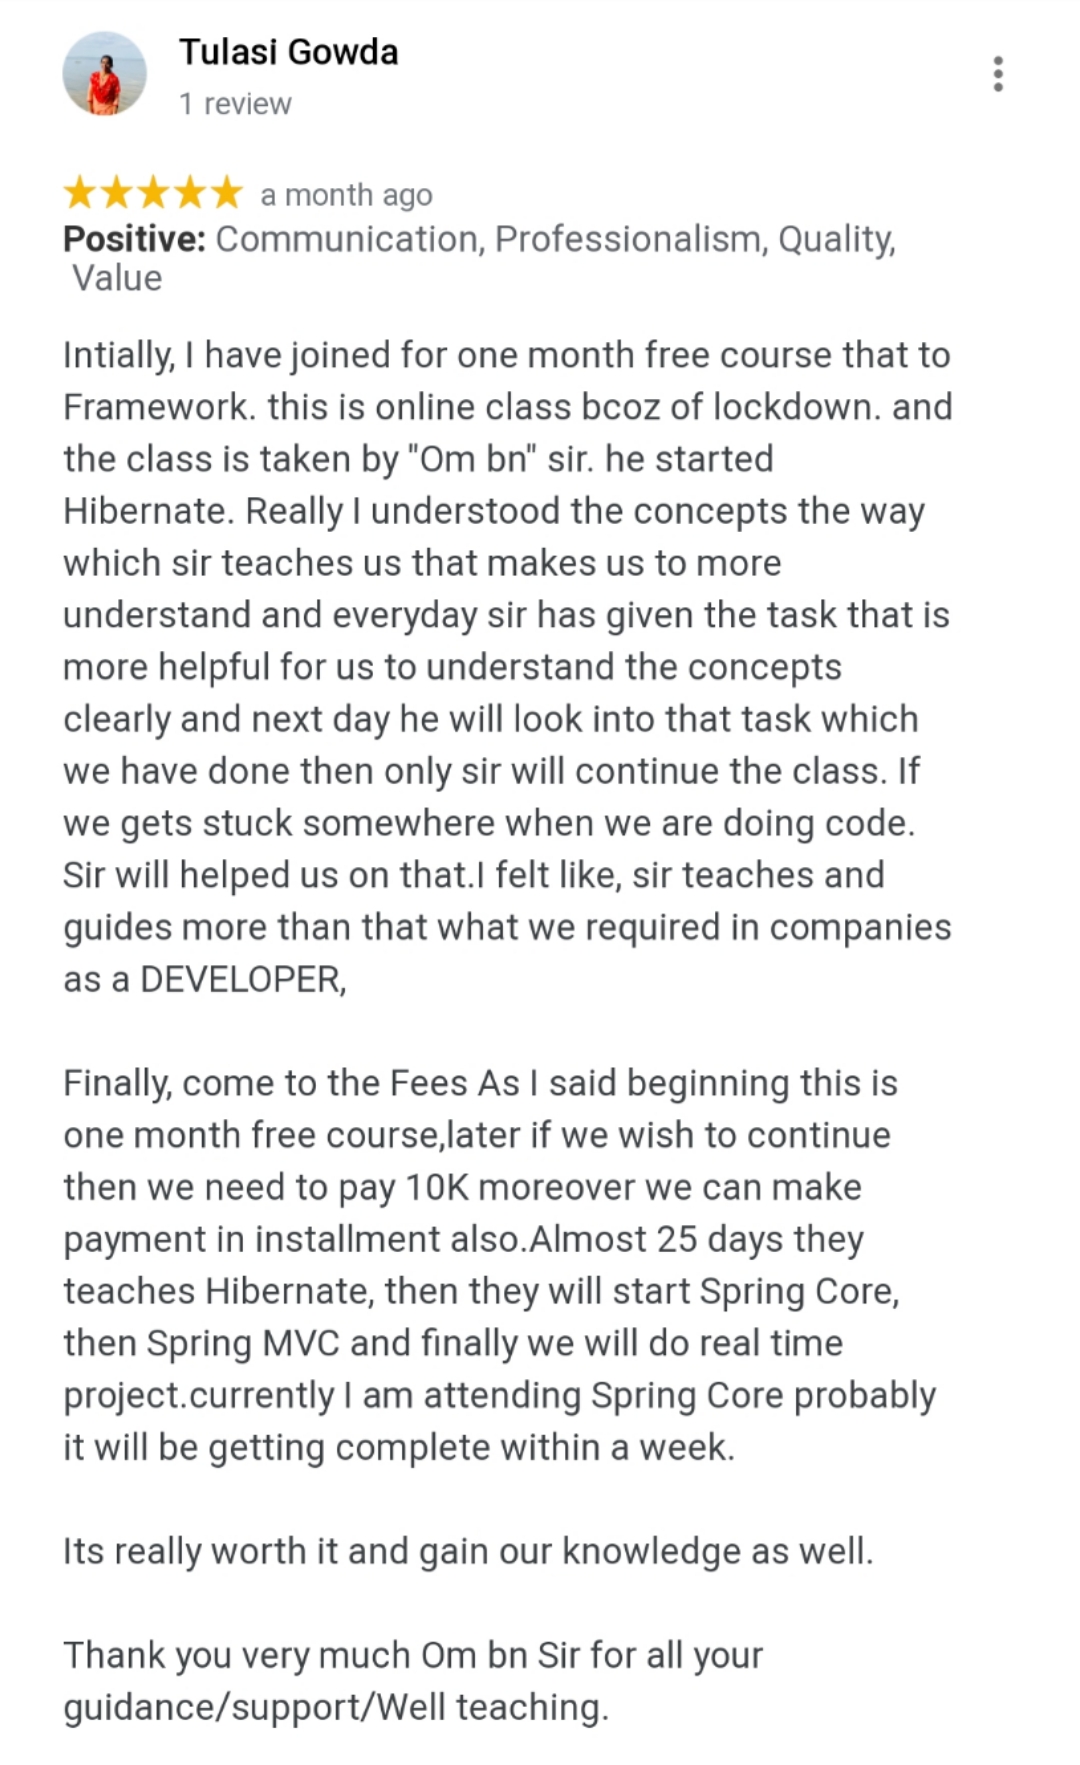 Tulasi Gowda
1 review
a month ago
Positive: Communication, Professionalism, Quality,
Value
Intially, I have joined for one month free course that to
Framework. this is online class bcoz of lockdown. and
the class is taken by "Om bn" sir. he started
Hibernate. Really I understood the concepts the way
which sir teaches us that makes us to more
understand and everyday sir has given the task that is
more helpful for us to understand the concepts
clearly and next day he will look into that task which
we have done then only sir will continue the class. If
we gets stuck somewhere when we are doing code.
Sir will helped us on that.I felt like, sir teaches and
guides more than that what we required in companies
as a DEVELOPER,
Finally, come to the Fees As I said beginning this is
one month free course,later if we wish to continue
then we need to pay 10K moreover we can make
payment in installment also.Almost 25 days they
teaches Hibernate, then they will start Spring Core,
then Spring MVC and finally we will do real time
project.currently I am attending Spring Core probably
it will be getting complete within a week.
Its really worth it and gain our knowledge as well.
Thank you very much Om bn Sir for all your
guidance/support/Well teaching.